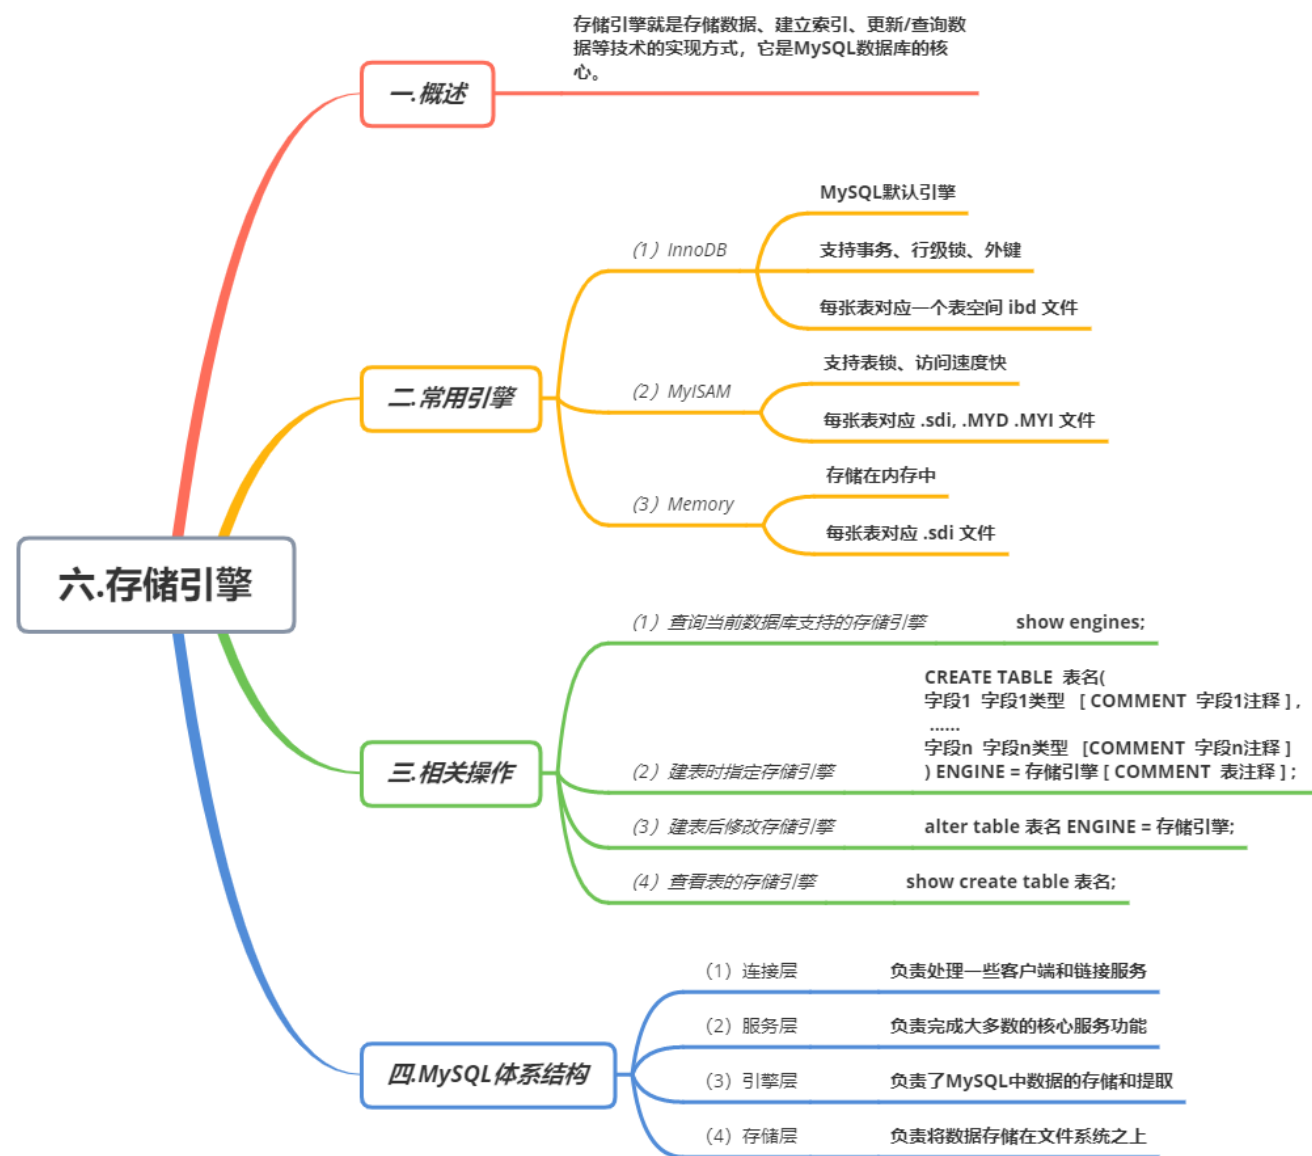 六.存储引擎
一.概述
存储引擎就是存储数据、建立索引、更新/查询数
据等技术的实现方式，它是MySQL数据库的核
心。
二.常用引擎
（1）InnoDB
MySQL默认引擎
支持事务、行级锁、外键
每张表对应一个表空间 ibd 文件
（2）MyISAM
支持表锁、访问速度快
每张表对应 .sdi, .MYD .MYI 文件
（3）Memory
存储在内存中
每张表对应 .sdi 文件
三.相关操作
（1）查询当前数据库支持的存储引擎
show engines;
（2）建表时指定存储引擎
CREATE TABLE 表名(
字段1 字段1类型 [ COMMENT 字段1注释 ] ,
......
字段n 字段n类型 [COMMENT 字段n注释 ]
) ENGINE = 存储引擎 [ COMMENT 表注释 ] ;
（3）建表后修改存储引擎
alter table 表名 ENGINE = 存储引擎;
（4）查看表的存储引擎
show create table 表名;
四.MySQL体系结构
（1）连接层
负责处理一些客户端和链接服务
（2）服务层
负责完成大多数的核心服务功能
（3）引擎层
负责了MySQL中数据的存储和提取
（4）存储层
负责将数据存储在文件系统之上